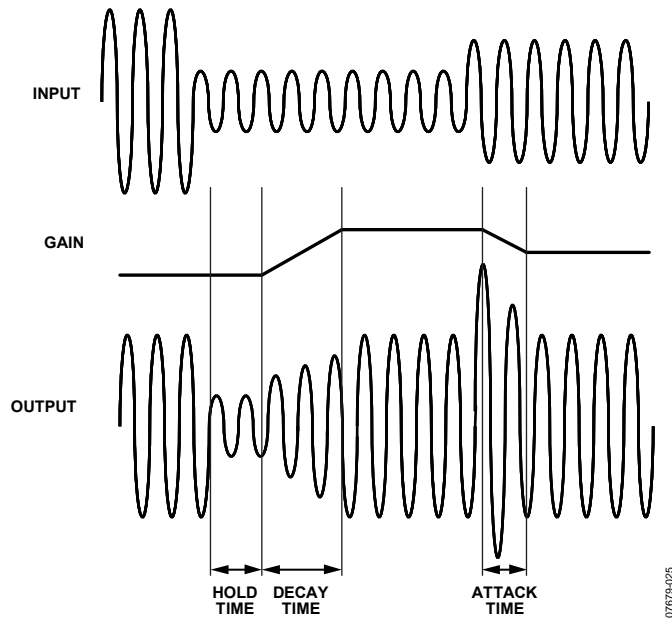 INPUT
GAIN
OUTPUT
HOLD
TIME
DECAY
TIME
ATTACK
TIME
07679-025